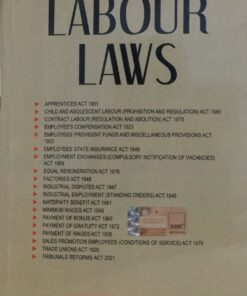 LABOUR
LAWS
APPRENTICES ACT 1961
CHILD AND ADOLESCENT LABOUR (PROHIBITION AND REGULATION) ACT 1986
CONTRACT LABOUR (REGULATION AND ABOLITION) ACT 1970
EMPLOYEE'S COMPENSATION ACT 1923
EMPLOYEES' PROVIDENT FUNDS AND MISCELLANEOUS PROVISIONS ACT
1952
EMPLOYEES' STATE INSURANCE ACT 1948
EMPLOYMENT EXCHANGES (COMPULSORY NOTIFICATION OF VACANCIES)
ACT 1959
EQUAL REMUNERATION ACT 1976
FACTORIES ACT 1948
INDUSTRIAL DISPUTES ACT 1947
INDUSTRIAL EMPLOYMENT (STANDING ORDERS) ACT 1946
MATERNITY BENEFIT ACT 1961
MINIMUM WAGES ACT 1948
PAYMENT OF BONUS ACT 1965
PAYMENT OF GRATUITY ACT 1972
PAYMENT OF WAGES ACT 1936
SALES PROMOTION EMPLOYEES (CONDITIONS OF SERVICE) ACT 1976
TRADE UNIONS ACT 1926
TRIBUNALS REFORMS ACT 2021